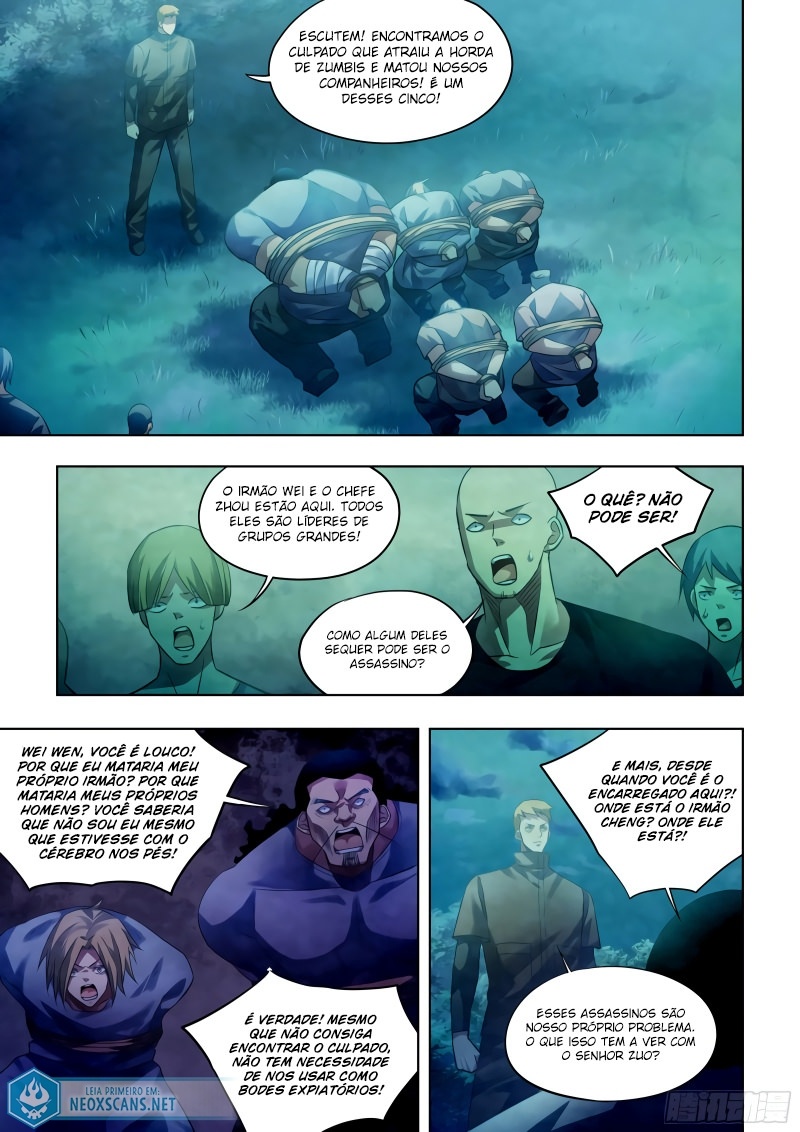 ESCUTEM! ENCONTRAMOS O
CULPADO QUE ATRAIU A HORDA
DE ZUMBIS E MATOU NOSSOS
COMPANHEIROS! É UM
DESSES CINCO!
O IRMÃO WEI E O CHEFE
ZHOU ESTÃO AQUI. TODOS
ELES SÃO LÍDERES DE
GRUPOS GRANDES!
O QUÊ? NÃO
PODE SER!
COMO ALGUM DELES
SEQUER PODE SER O
ASSASSINO?
WEI WEN, VOCÊ É LOUCO!
POR QUE EU MATARIA MEU
PRÓPRIO IRMÃO? POR QUE
MATARIA MEUS PRÓPRIOS
HOMENS? VOCÊ SABERIA
QUE NÃO SOU EU MESMO
QUE ESTIVESSE COM O
CÉREBRO NOS PÉS!
É VERDADE! MESMO
QUE NÃO CONSIGA
ENCONTRAR O CULPADO,
NÃO TEM NECESSIDADE
DE NOS USAR COMO
BODES EXPIATÓRIOS!
E MAIS, DESDE
QUANDO VOCÊ É O
ENCARREGADO AQUI?!
ONDE ESTÁ O IRMÃO
CHENG? ONDE ELE
ESTÁ?!
ESSES ASSASSINOS SÃO
NOSSO PRÓPRIO PROBLEMA.
O QUE ISSO TEM A VER COM
O SENHOR ZUO?
LEIA PRIMEIRO EM:
NEOXSCANS.NET
腾讯动漫